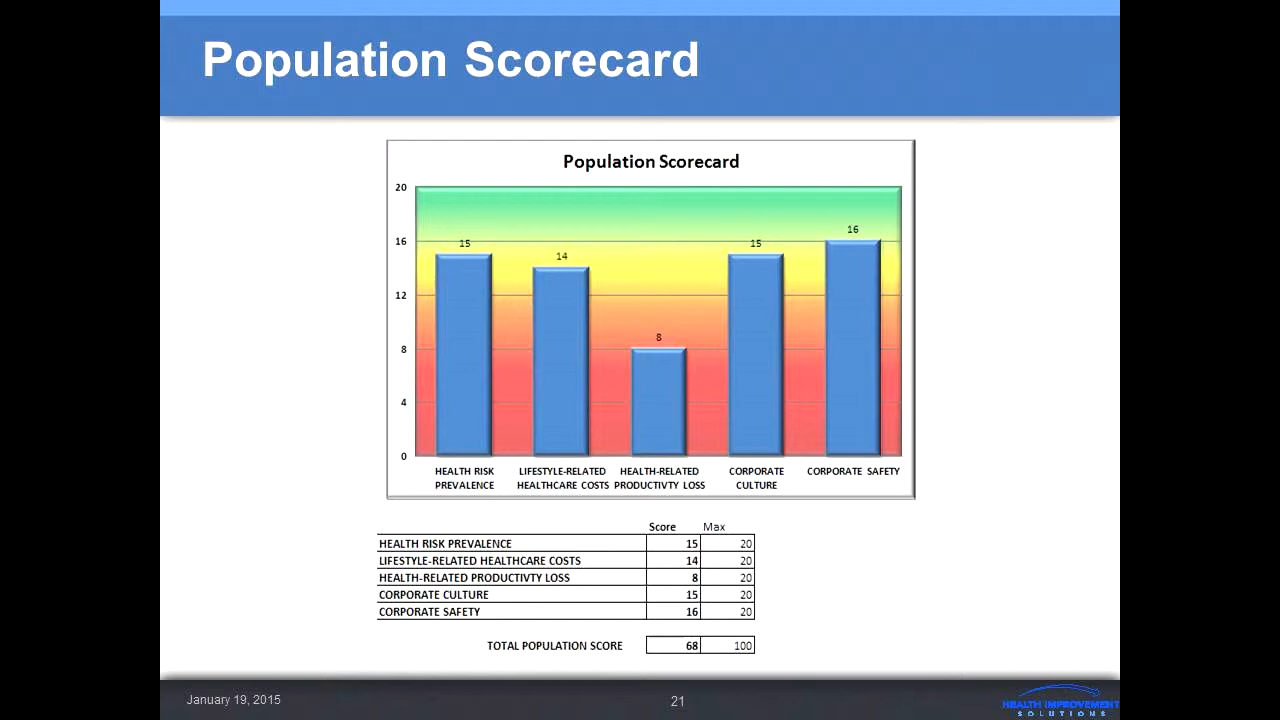 Population Scorecard
Population Scorecard
20
16
12
8
4
0
15
14
8
15
16
HEALTH RISK PREVALENCE
LIFESTYLE-RELATED HEALTHCARE COSTS
HEALTH-RELATED PRODUCTIVTY LOSS
CORPORATE CULTURE
CORPORATE SAFETY
Score Max
HEALTH RISK PREVALENCE 15 20
LIFESTYLE-RELATED HEALTHCARE COSTS 14 20
HEALTH-RELATED PRODUCTIVTY LOSS 8 20
CORPORATE CULTURE 15 20
CORPORATE SAFETY 16 20
TOTAL POPULATION SCORE 68 100
January 19, 2015
21
HEALTH IMPROVEMENT
SOLUTIONS